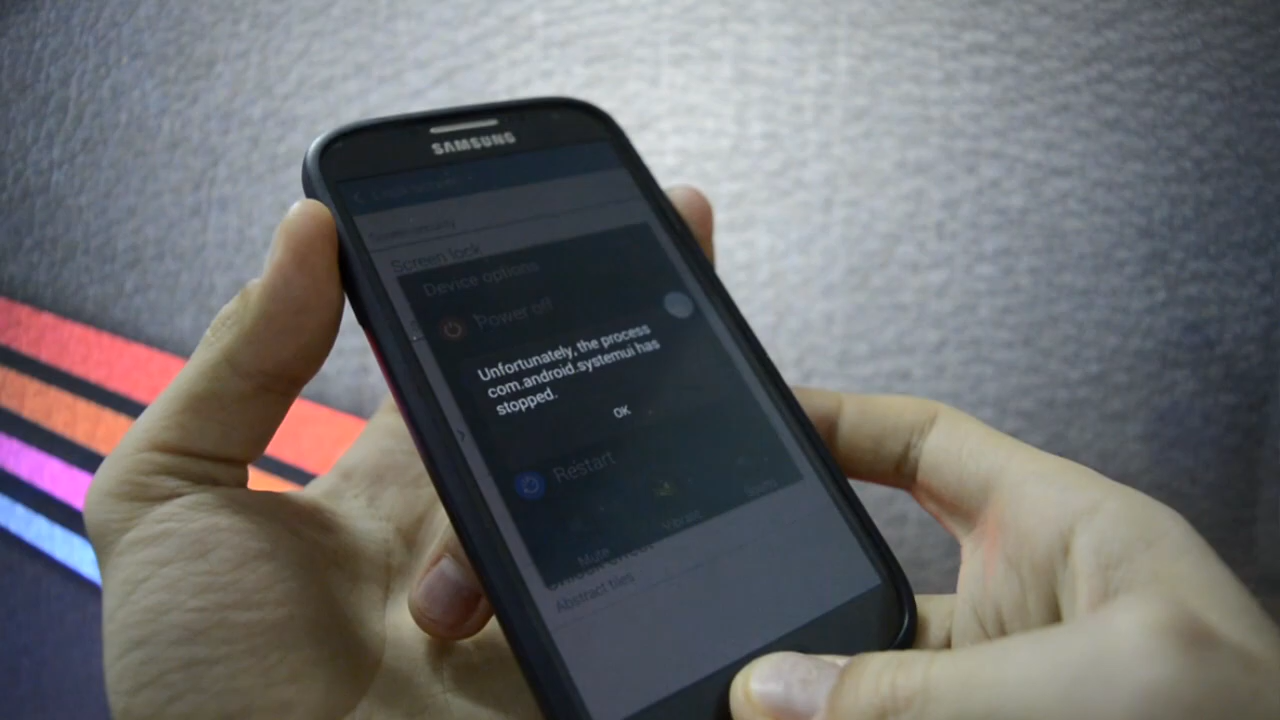 SAMSUNG
Screen lock
Device options
Power off
Unfortunately, the process
com.android.systemui has
stopped.
OK
Restart
Mute
Abstract tiles